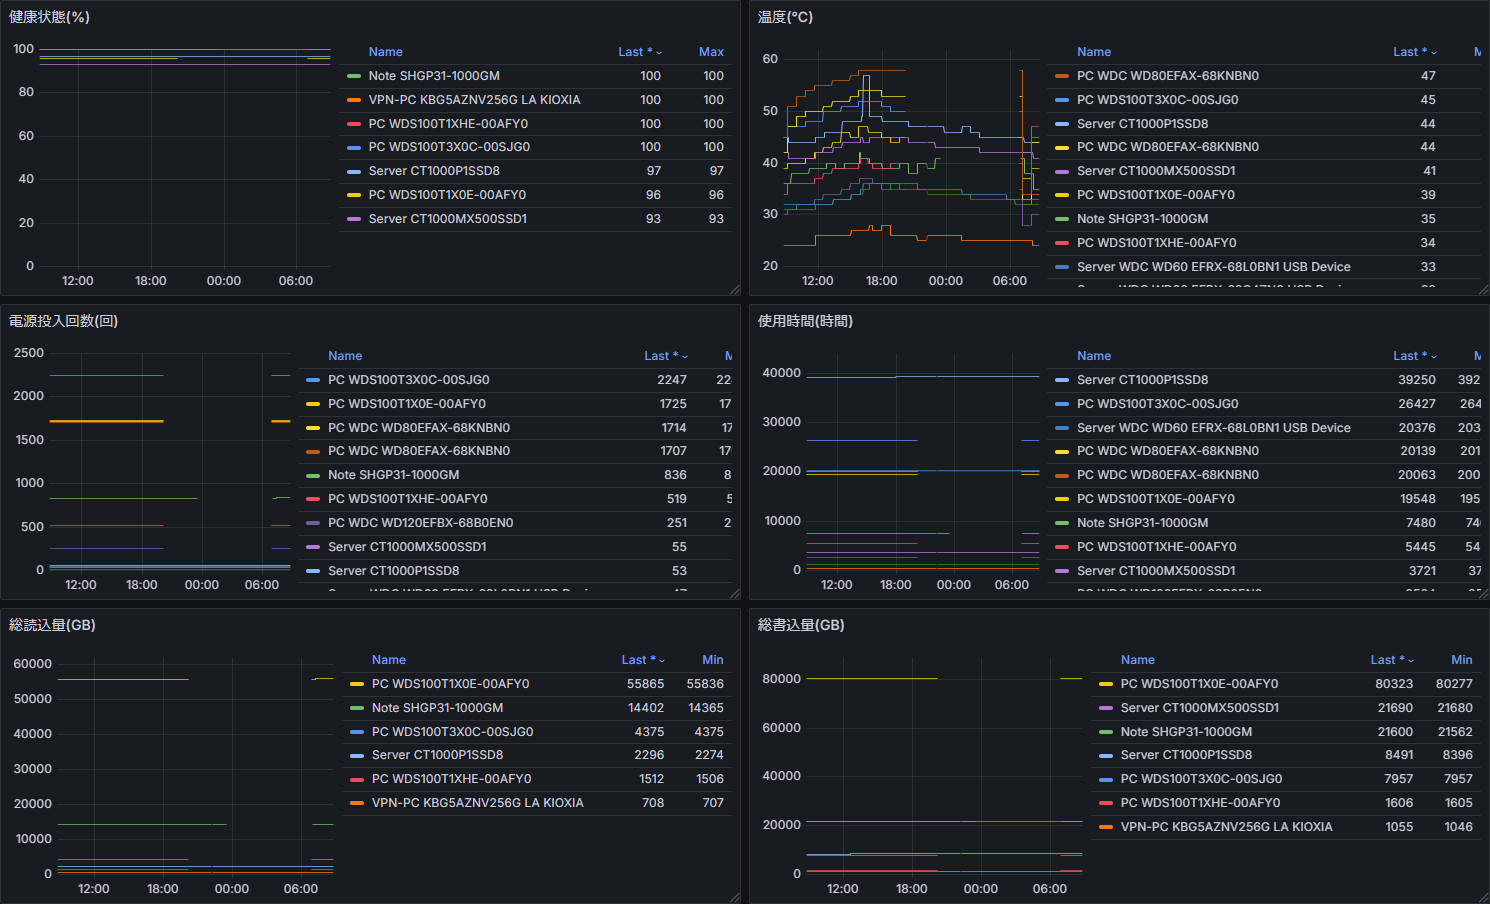 健康状態(%)
100
80
60
40
20
0
12:00 18:00 00:00 06:00
Name Last * Max
Note SHGP31-1000GM 100 100
VPN-PC KBG5AZNV256G LA KIOXIA 100 100
PC WDS100T1XHE-00AFY0 100 100
PC WDS100T3X0C-00SJG0 100 100
Server CT1000P1SSD8 97 97
PC WDS100T1X0E-00AFY0 96 96
Server CT1000MX500SSD1 93 93
温度(℃)
60
50
40
30
20
12:00 18:00 00:00 06:00
Name Last *
PC WDC WD80EFAX-68KNBN0 47
PC WDS100T3X0C-00SJG0 45
Server CT1000P1SSD8 44
PC WDC WD80EFAX-68KNBN0 44
Server CT1000MX500SSD1 41
PC WDS100T1X0E-00AFY0 39
Note SHGP31-1000GM 35
PC WDS100T1XHE-00AFY0 34
Server WDC WD60 EFRX-68L0BN1 USB Device 33
電源投入回数(回)
2500
2000
1500
1000
500
0
12:00 18:00 00:00 06:00
Name Last *
PC WDS100T3X0C-00SJG0 2247 22
PC WDS100T1X0E-00AFY0 1725 17
PC WDC WD80EFAX-68KNBN0 1714 17
PC WDC WD80EFAX-68KNBN0 1707 17
Note SHGP31-1000GM 836 8
PC WDS100T1XHE-00AFY0 519 5
PC WDC WD120EFBX-68B0EN0 251 2
Server CT1000MX500SSD1 55
Server CT1000P1SSD8 53
使用時間(時間)
40000
30000
20000
10000
0
12:00 18:00 00:00 06:00
Name Last *
Server CT1000P1SSD8 39250 392
PC WDS100T3X0C-00SJG0 26427 264
Server WDC WD60 EFRX-68L0BN1 USB Device 20376 203
PC WDC WD80EFAX-68KNBN0 20139 201
PC WDC WD80EFAX-68KNBN0 20063 200
PC WDS100T1X0E-00AFY0 19548 195
Note SHGP31-1000GM 7480 74
PC WDS100T1XHE-00AFY0 5445 54
Server CT1000MX500SSD1 3721 37
総読込量(GB)
60000
50000
40000
30000
20000
10000
0
12:00 18:00 00:00 06:00
Name Last * Min
PC WDS100T1X0E-00AFY0 55865 55836
Note SHGP31-1000GM 14402 14365
PC WDS100T3X0C-00SJG0 4375 4375
Server CT1000P1SSD8 2296 2274
PC WDS100T1XHE-00AFY0 1512 1506
VPN-PC KBG5AZNV256G LA KIOXIA 708 707
総書込量(GB)
80000
60000
40000
20000
0
12:00 18:00 00:00 06:00
Name Last * Min
PC WDS100T1X0E-00AFY0 80323 80277
Server CT1000MX500SSD1 21690 21680
Note SHGP31-1000GM 21600 21562
Server CT1000P1SSD8 8491 8396
PC WDS100T3X0C-00SJG0 7957 7957
PC WDS100T1XHE-00AFY0 1606 1605
VPN-PC KBG5AZNV256G LA KIOXIA 1055 1046